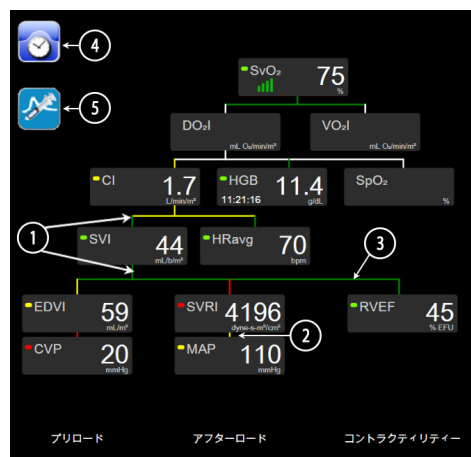 4
SvO₂ 75
%
5
DO₂I VO₂I
mL O₂/min/m² mL O₂/min/m²
CI 1.7 HGB 11.4 SpO₂
L/min/m² 11:21:16 g/dL %
1
SVI 44 HRavg 70
mL/b/m² bpm
3
EDVI 59 SVRI 4196 RVEF 45
mL/m² dyne-s-m²/cm⁵ % EFU
2
CVP 20 MAP 110
mmHg mmHg
プリロード アフターロード コントラクティリティー